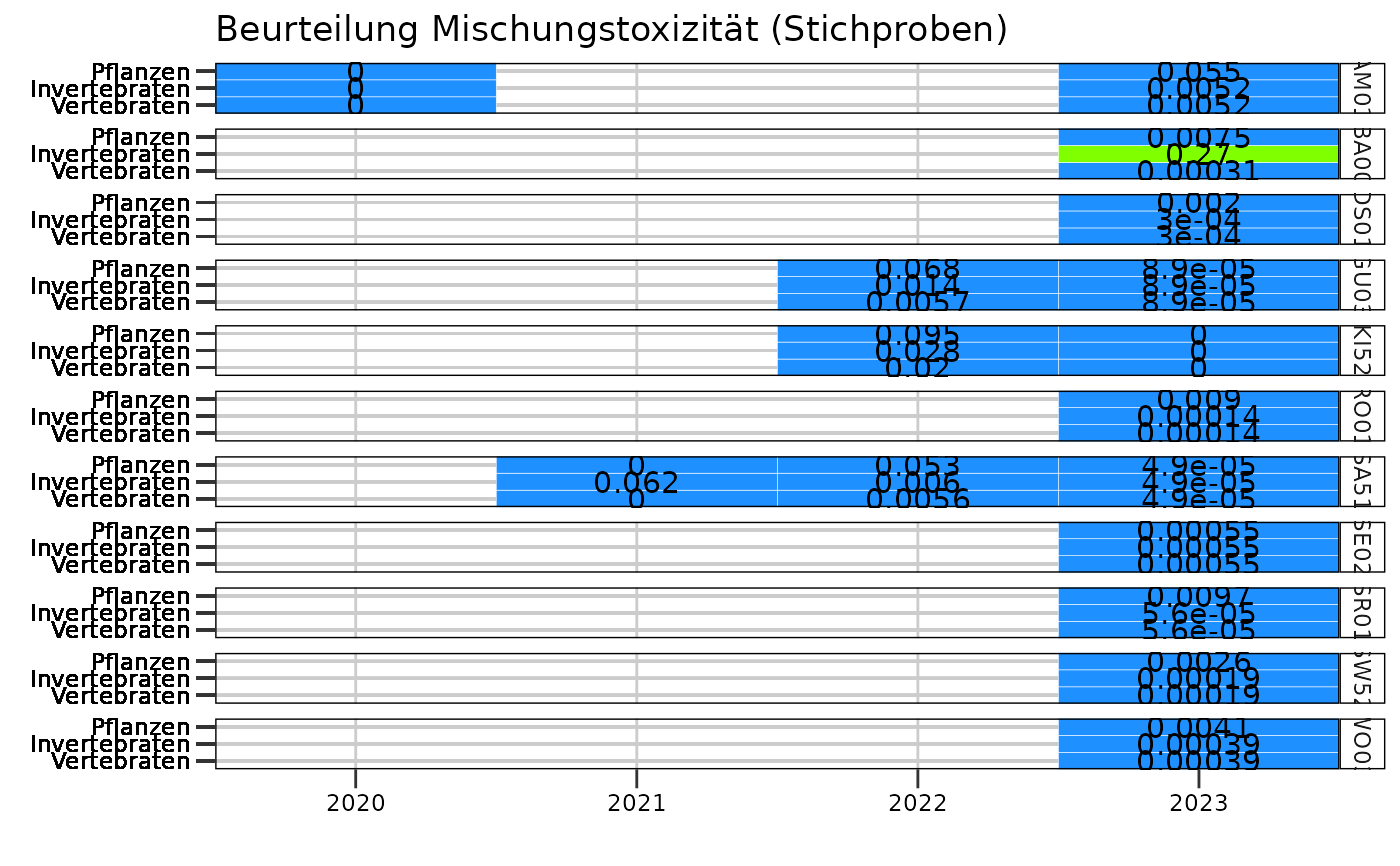 Beurteilung Mischungstoxizität (Stichproben)
Pflanzen 0 0.055
Invertebraten 0 0.0052
Vertebraten 0 0.0052
Pflanzen 0.0075
Invertebraten 0.27
Vertebraten 0.00031
Pflanzen 0.002
Invertebraten 3e-04
Vertebraten 3e-04
Pflanzen 0.068 8.9e-05
Invertebraten 0.014 8.9e-05
Vertebraten 0.0057 8.9e-05
Pflanzen 0.095 0
Invertebraten 0.028 0
Vertebraten 0.02 0
KI52
Pflanzen 0.009
Invertebraten 0.00014
Vertebraten 0.00014
RO01
Pflanzen 0 0.053 4.9e-05
Invertebraten 0.062 0.006 4.9e-05
Vertebraten 0 0.0056 4.9e-05
SA51
Pflanzen 0.00055
Invertebraten 0.00055
Vertebraten 0.00055
SE02
Pflanzen 0.0097
Invertebraten 5.6e-05
Vertebraten 5.6e-05
SR01
Pflanzen 0.0026
Invertebraten 0.00019
Vertebraten 0.00019
Pflanzen 0.0041
Invertebraten 0.00039
Vertebraten 0.00039
2020 2021 2022 2023